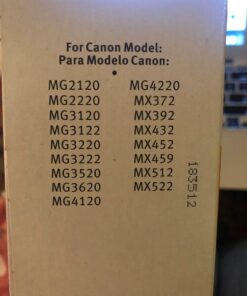 For Canon Model:
Para Modelo Canon:
MG2120
MG2220
MG3120
MG3122
MG3220
MG3222
MG3520
MG3620
MG4120
MG4220
MX372
MX392
MX432
MX452
MX459
MX512
MX522
183512